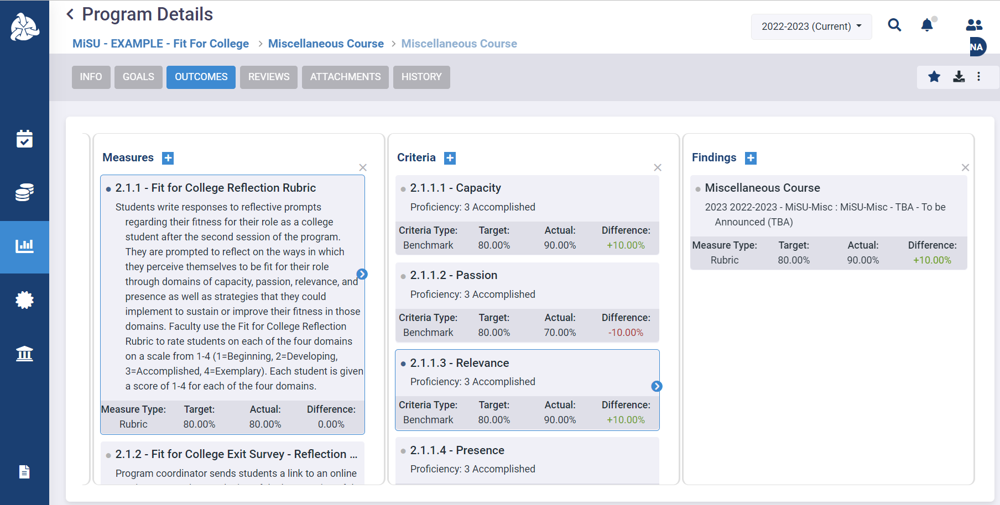 Program Details
2022-2023 (Current)
MiSU - EXAMPLE - Fit For College > Miscellaneous Course > Miscellaneous Course
NA
INFO GOALS OUTCOMES REVIEWS ATTACHMENTS HISTORY
Measures
2.1.1 - Fit for College Reflection Rubric
Students write responses to reflective prompts
regarding their fitness for their role as a college
student after the second session of the program.
They are prompted to reflect on the ways in which
they perceive themselves to be fit for their role
through domains of capacity, passion, relevance, and
presence as well as strategies that they could
implement to sustain or improve their fitness in those
domains. Faculty use the Fit for College Reflection
Rubric to rate students on each of the four domains
on a scale from 1-4 (1=Beginning, 2=Developing,
3=Accomplished, 4=Exemplary). Each student is given
a score of 1-4 for each of the four domains.
Measure Type: Target: Actual: Difference:
Rubric 80.00% 80.00% 0.00%
2.1.2 - Fit for College Exit Survey - Reflection ...
Program coordinator sends students a link to an online
Criteria
2.1.1.1 - Capacity
Proficiency: 3 Accomplished
Criteria Type: Target: Actual: Difference:
Benchmark 80.00% 90.00% +10.00%
2.1.1.2 - Passion
Proficiency: 3 Accomplished
Criteria Type: Target: Actual: Difference:
Benchmark 80.00% 70.00% -10.00%
2.1.1.3 - Relevance
Proficiency: 3 Accomplished
Criteria Type: Target: Actual: Difference:
Benchmark 80.00% 90.00% +10.00%
2.1.1.4 - Presence
Proficiency: 3 Accomplished
Findings
Miscellaneous Course
2023 2022-2023 - MiSU-Misc : MiSU-Misc - TBA - To be
Announced (TBA)
Measure Type: Target: Actual: Difference:
Rubric 80.00% 90.00% +10.00%